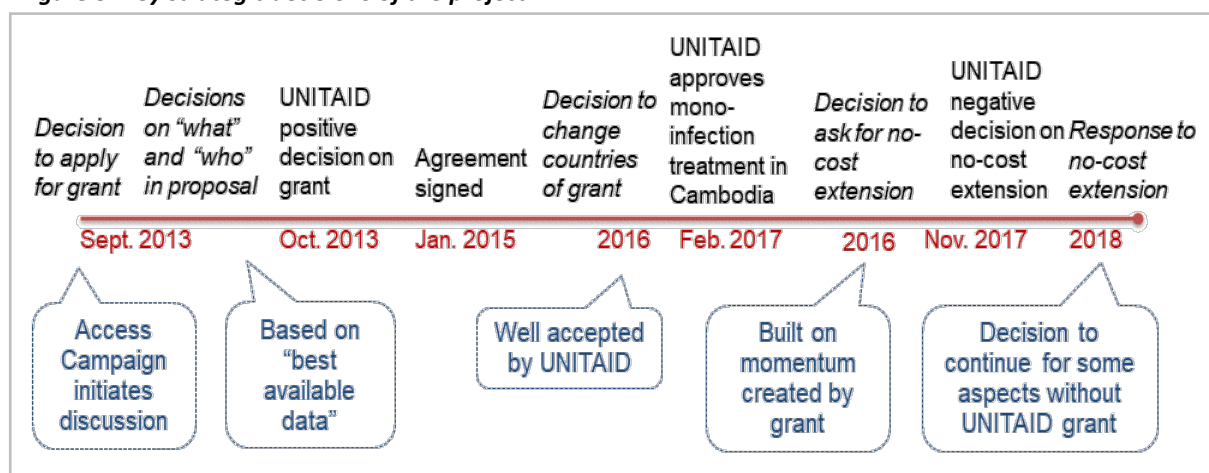 Decision
to apply
for grant
Decisions
on “what”
and “who”
in proposal
UNITAID
positive
decision on
grant
Agreement
signed
Decision to
change
countries
of grant
UNITAID
approves
mono-
infection
treatment in
Cambodia
Decision to
ask for no-
cost
extension
UNITAID
negative
decision on
no-cost
extension
Response to
no-cost
extension
Sept. 2013
Oct. 2013
Jan. 2015
2016
Feb. 2017
2016
Nov. 2017
2018
Access
Campaign
initiates
discussion
Based on
“best
available
data”
Well accepted
by UNITAID
Built on
momentum
created by
grant
Decision to
continue for some
aspects without
UNITAID grant